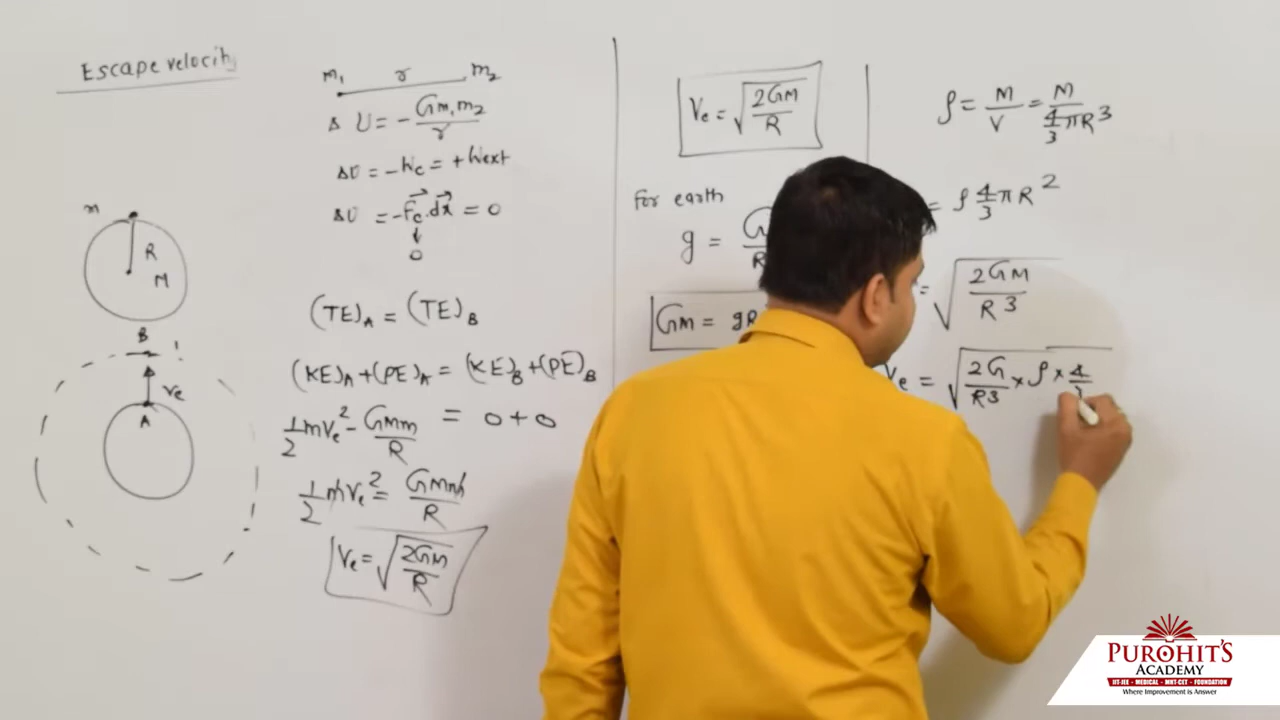 Escape velocity
m₁ r m₂
Δ U = - Gm₁m₂/r
ΔU = -Wc = +Wext
ΔU = -Fc.dx = 0
↓
0
m
R
M
(TE)A = (TE)B
B
(KE)A + (PE)A = (KE)B + (PE)B
ve
A
1/2 mve² - GMm/R = 0 + 0
1/2 mve² = GMm/R
Ve = √(2GM/R)
Ve = √(2GM/R)
For earth
g = G
R
GM = gR
ρ = M/V = M/(4/3 πR³)
= ρ 4/3 πR²
= √(2GM/R³)
Ve = √(2G/R³ × ρ × 4/
PUROHIT'S
ACADEMY
IIT-JEE - MEDICAL - MHT-CET - FOUNDATION
Where Improvement is Answer